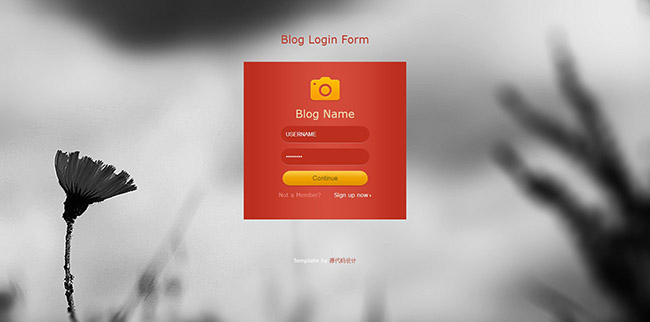 Blog Login Form
Blog Name
USERNAME
••••••••
Continue
Not a Member? Sign up now ›
Template by 源代码设计